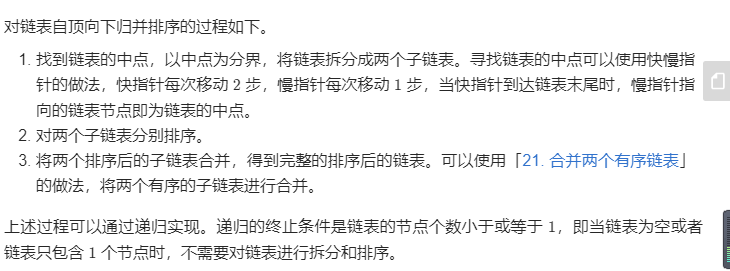 对链表自顶向下归并排序的过程如下。
1. 找到链表的中点，以中点为分界，将链表拆分成两个子链表。寻找链表的中点可以使用快慢指
针的做法，快指针每次移动 2 步，慢指针每次移动 1 步，当快指针到达链表末尾时，慢指针指
向的链表节点即为链表的中点。
2. 对两个子链表分别排序。
3. 将两个排序后的子链表合并，得到完整的排序后的链表。可以使用「21. 合并两个有序链表」
的做法，将两个有序的子链表进行合并。
上述过程可以通过递归实现。递归的终止条件是链表的节点个数小于或等于 1，即当链表为空或者
链表只包含 1 个节点时，不需要对链表进行拆分和排序。